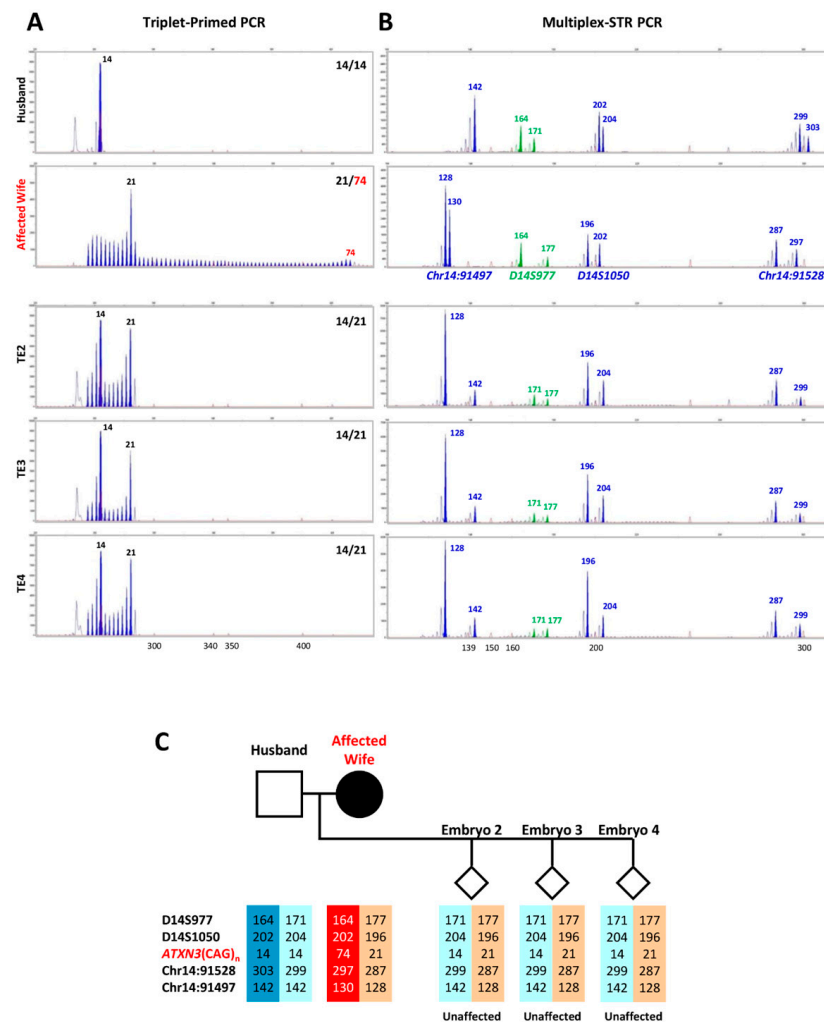 A Triplet-Primed PCR
B Multiplex-STR PCR
Husband
14
14/14
142
164
171
202
204
299
303
Affected Wife
21
21/74
74
128
130
164
177
196
202
287
297
Chr14:91497
D14S977
D14S1050
Chr14:91528
TE2
14
21
14/21
128
142
171
177
196
204
287
299
TE3
14
21
14/21
128
142
171
177
196
204
287
299
TE4
14
21
14/21
128
142
171
177
196
204
287
299
300 340 350 400
139 150 160 200 300
C
Husband
Affected
Wife
Embryo 2 Embryo 3 Embryo 4
D14S977 164 171 164 177 171 177 171 177 171 177
D14S1050 202 204 202 196 204 196 204 196 204 196
ATXN3(CAG)n 14 14 74 21 14 21 14 21 14 21
Chr14:91528 303 299 297 287 299 287 299 287 299 287
Chr14:91497 142 142 130 128 142 128 142 128 142 128
Unaffected Unaffected Unaffected